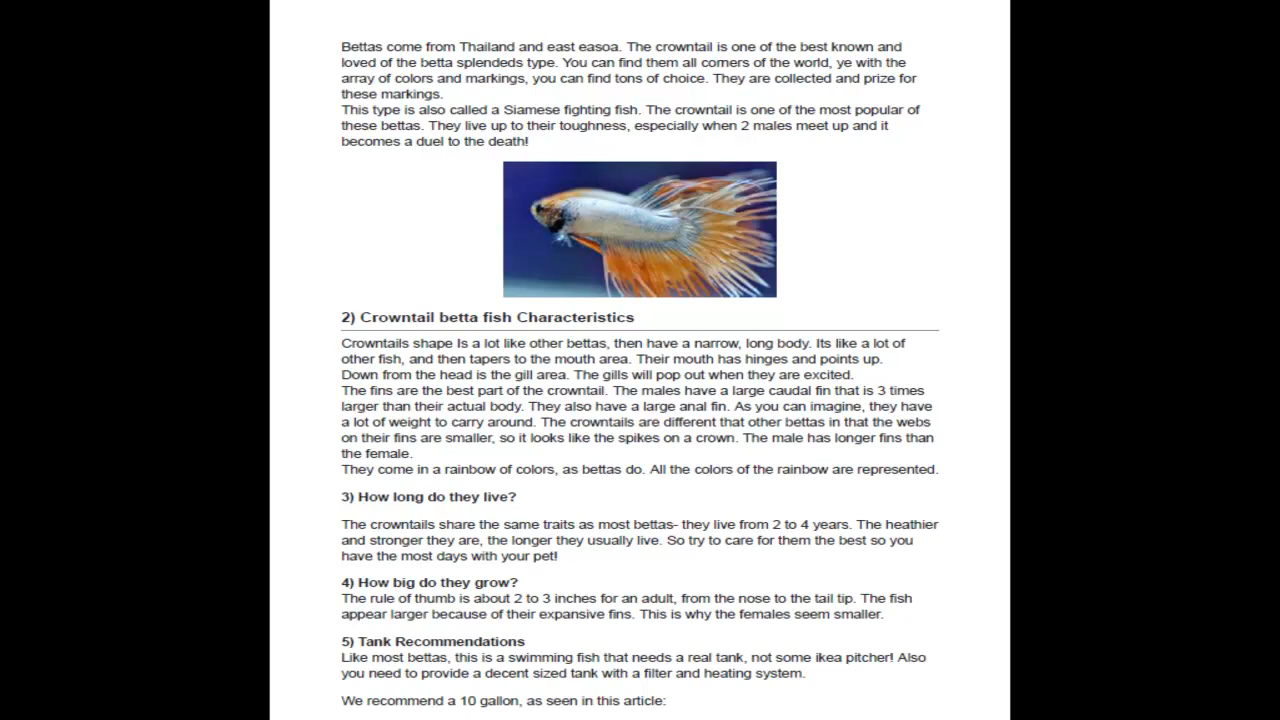 Bettas come from Thailand and east easoa. The crowntail is one of the best known and
loved of the betta splendeds type. You can find them all corners of the world, ye with the
array of colors and markings, you can find tons of choice. They are collected and prize for
these markings.
This type is also called a Siamese fighting fish. The crowntail is one of the most popular of
these bettas. They live up to their toughness, especially when 2 males meet up and it
becomes a duel to the death!
2) Crowntail betta fish Characteristics
Crowntails shape Is a lot like other bettas, then have a narrow, long body. Its like a lot of
other fish, and then tapers to the mouth area. Their mouth has hinges and points up.
Down from the head is the gill area. The gills will pop out when they are excited.
The fins are the best part of the crowntail. The males have a large caudal fin that is 3 times
larger than their actual body. They also have a large anal fin. As you can imagine, they have
a lot of weight to carry around. The crowntails are different that other bettas in that the webs
on their fins are smaller, so it looks like the spikes on a crown. The male has longer fins than
the female.
They come in a rainbow of colors, as bettas do. All the colors of the rainbow are represented.
3) How long do they live?
The crowntails share the same traits as most bettas- they live from 2 to 4 years. The heathier
and stronger they are, the longer they usually live. So try to care for them the best so you
have the most days with your pet!
4) How big do they grow?
The rule of thumb is about 2 to 3 inches for an adult, from the nose to the tail tip. The fish
appear larger because of their expansive fins. This is why the females seem smaller.
5) Tank Recommendations
Like most bettas, this is a swimming fish that needs a real tank, not some ikea pitcher! Also
you need to provide a decent sized tank with a filter and heating system.
We recommend a 10 gallon, as seen in this article: